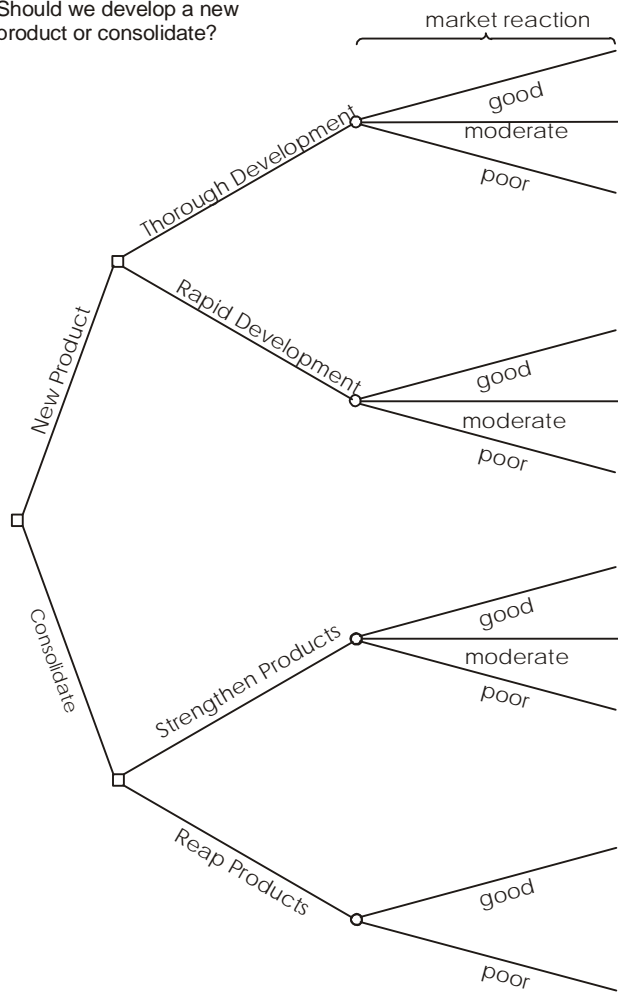 Should we develop a new
product or consolidate?
market reaction
good
moderate
poor
Thorough Development
Rapid Development
good
moderate
poor
New Product
Consolidate
Strengthen Products
good
moderate
poor
Reap Products
good
poor